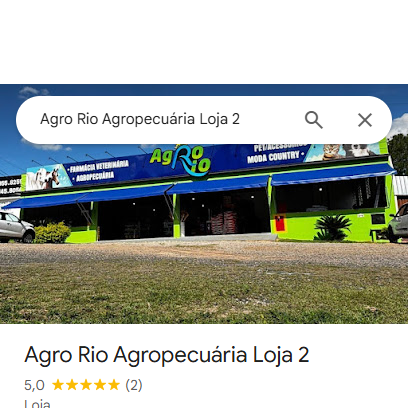 Agro Rio Agropecuária Loja 2
• FARMÁCIA VETERINÁRIA
• AGROPECUÁRIA
Agro
Rio
PET/ACESSÓRIOS
MODA COUNTRY •
Agro Rio Agropecuária Loja 2
5,0 ★★★★★ (2)
Loja